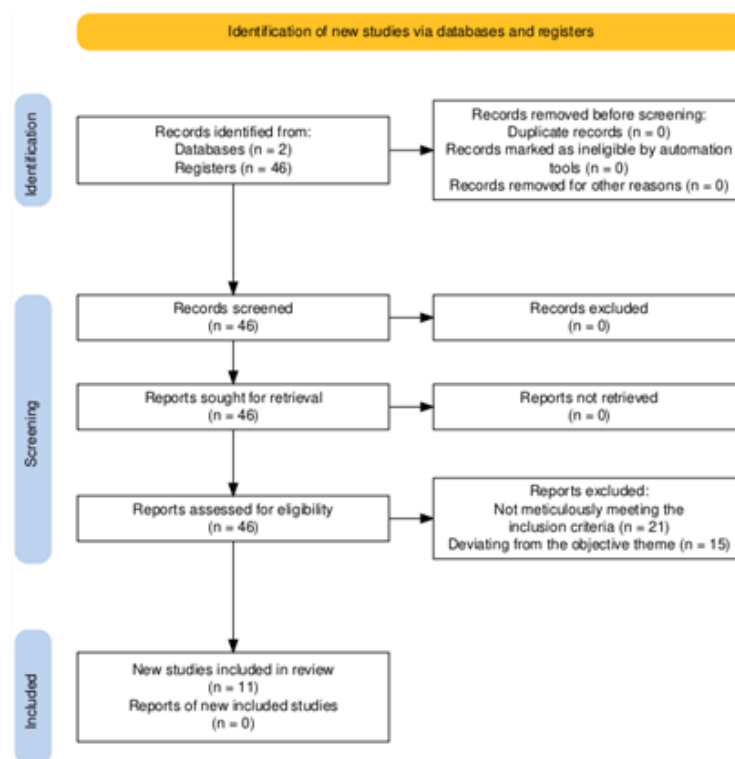 Identification of new studies via databases and registers
Identification
Records identified from:
Databases (n = 2)
Registers (n = 46)
Records removed before screening:
Duplicate records (n = 0)
Records marked as ineligible by automation
tools (n = 0)
Records removed for other reasons (n = 0)
Screening
Records screened
(n = 46)
Records excluded
(n = 0)
Reports sought for retrieval
(n = 46)
Reports not retrieved
(n = 0)
Reports assessed for eligibility
(n = 46)
Reports excluded:
Not meticulously meeting the
inclusion criteria (n = 21)
Deviating from the objective theme (n = 15)
Included
New studies included in review
(n = 11)
Reports of new included studies
(n = 0)